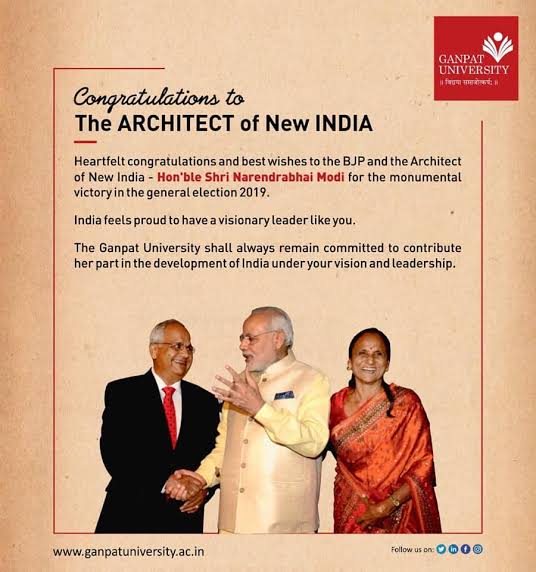 GANPAT
UNIVERSITY
॥ विद्यया समाजोत्कर्षः ॥
Congratulations to
The ARCHITECT of New INDIA
Heartfelt congratulations and best wishes to the BJP and the Architect
of New India - Hon'ble Shri Narendrabhai Modi for the monumental
victory in the general election 2019.
India feels proud to have a visionary leader like you.
The Ganpat University shall always remain committed to contribute
her part in the development of India under your vision and leadership.
www.ganpatuniversity.ac.in
Follow us on: